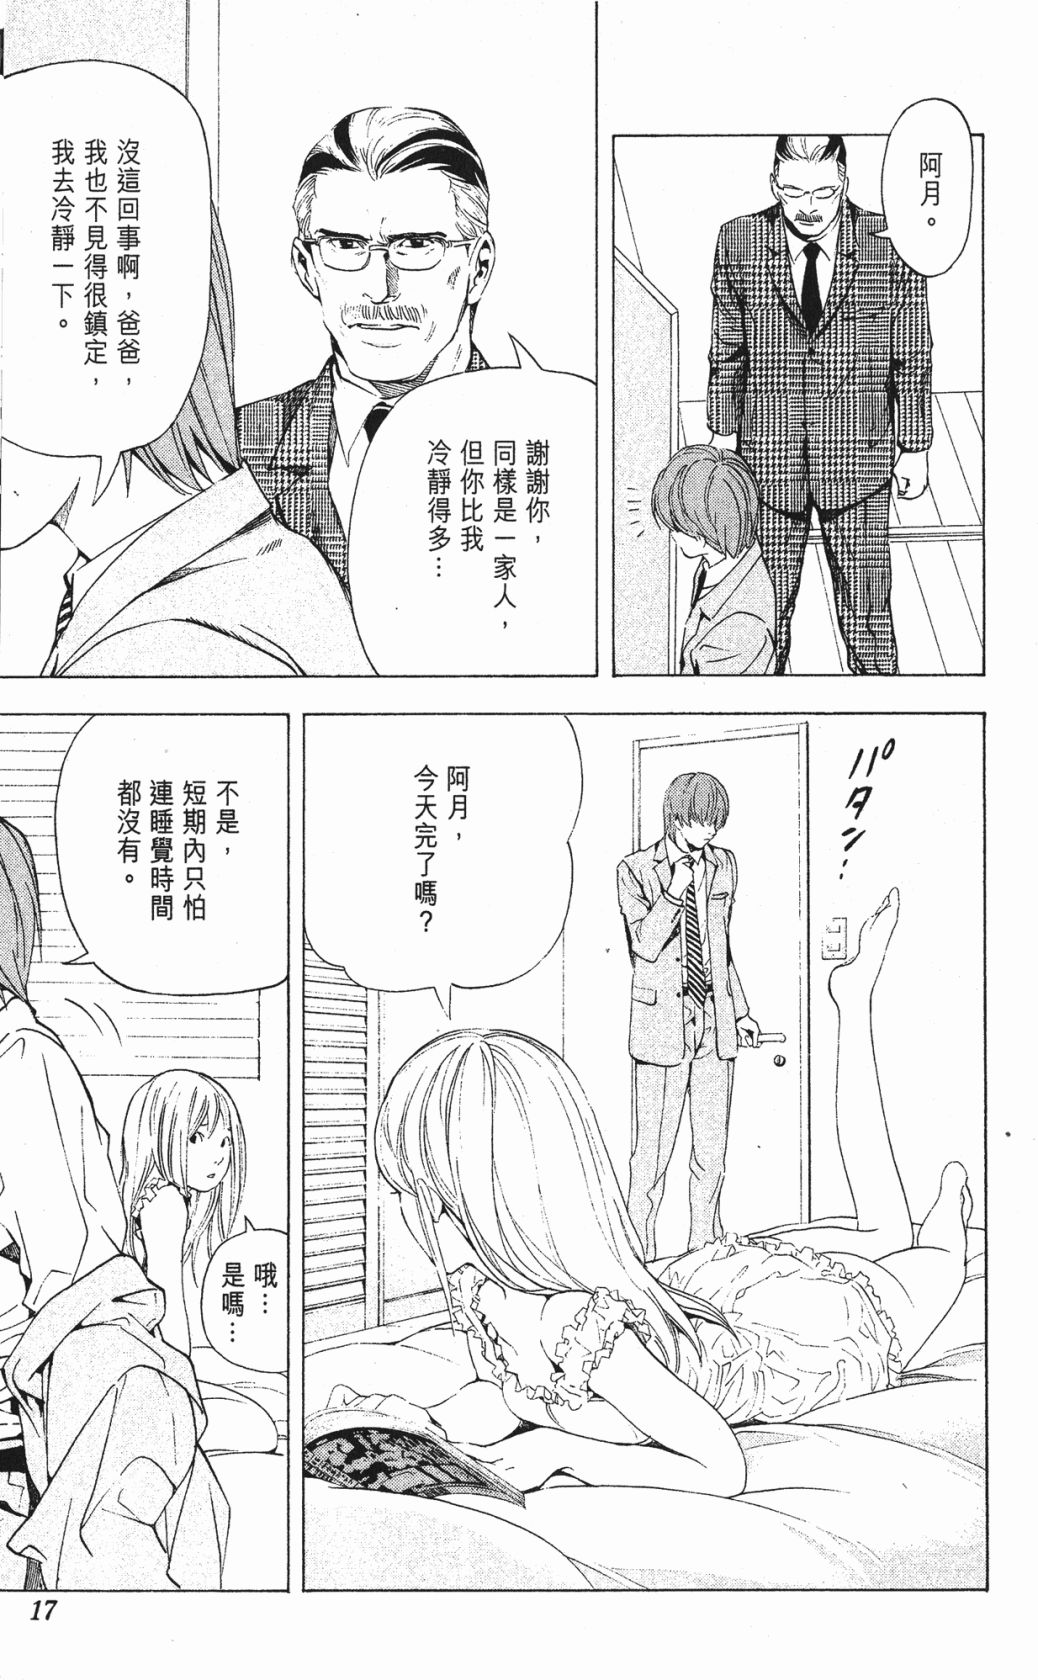 阿月。
謝謝你，
同樣是一家人，
但你比我
冷靜得多…
沒這回事啊，爸爸，
我也不見得很鎮定，
我去冷靜一下。
パタン…
阿月，
今天完了嗎？
不是，
短期內只怕
連睡覺時間
都沒有。
哦…
是嗎…
17